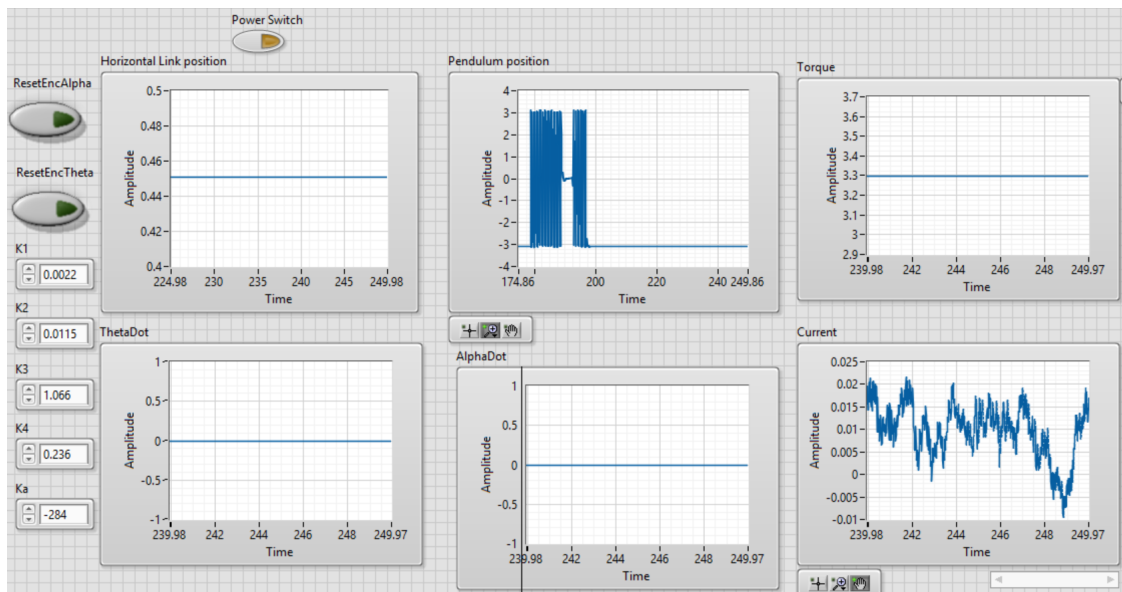 Power Switch
Horizontal Link position
Pendulum position
Torque
ResetEncAlpha
ResetEncTheta
Amplitude
0.5
0.48
0.46
0.44
0.42
0.4
224.98 230 235 240 245 249.98
Time
Amplitude
4
3
2
1
0
-1
-2
-3
-4
174.86 200 220 240 249.86
Time
Amplitude
3.7
3.6
3.5
3.4
3.3
3.2
3.1
3
2.9
239.98 242 244 246 248 249.97
Time
K1
0.0022
K2
0.0115
K3
1.066
K4
0.236
Ka
-284
ThetaDot
Amplitude
1
0.5
0
-0.5
-1
239.98 242 244 246 248 249.97
Time
AlphaDot
Amplitude
1
0.5
0
-0.5
-1
239.98 242 244 246 248 249.97
Time
Current
Amplitude
0.025
0.02
0.015
0.01
0.005
0
-0.005
-0.01
239.98 242 244 246 248 249.97
Time